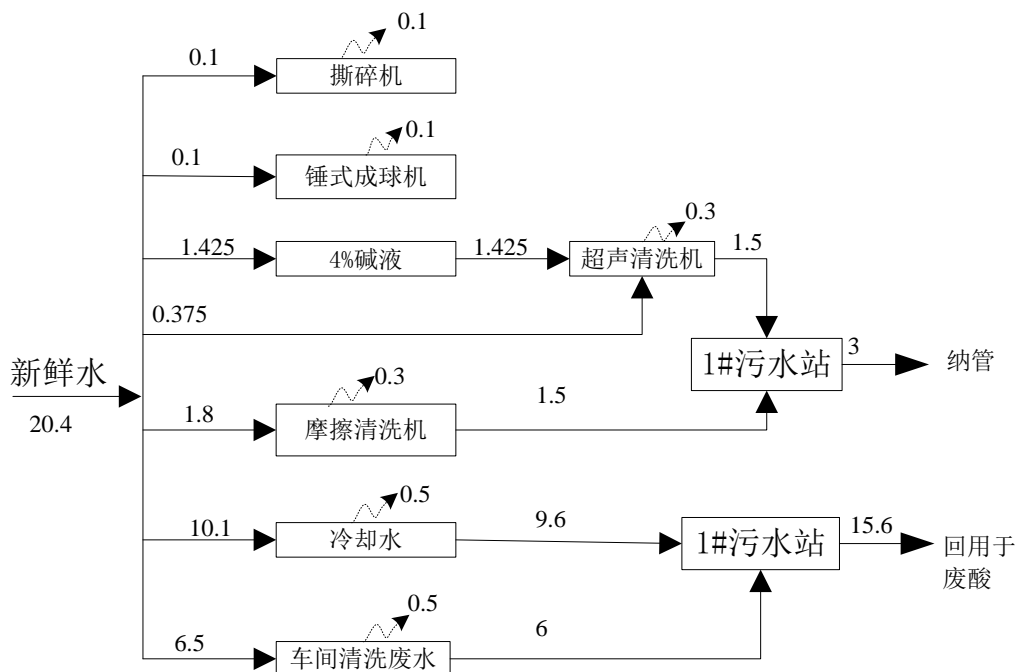 0.1
0.1
撕碎机
0.1
0.1
锤式成球机
0.3
1.425
4%碱液
1.425
超声清洗机
1.5
0.375
新鲜水
20.4
1#污水站
3
纳管
0.3
1.8
摩擦清洗机
1.5
0.5
10.1
冷却水
9.6
1#污水站
15.6
回用于
废酸
0.5
6.5
车间清洗废水
6